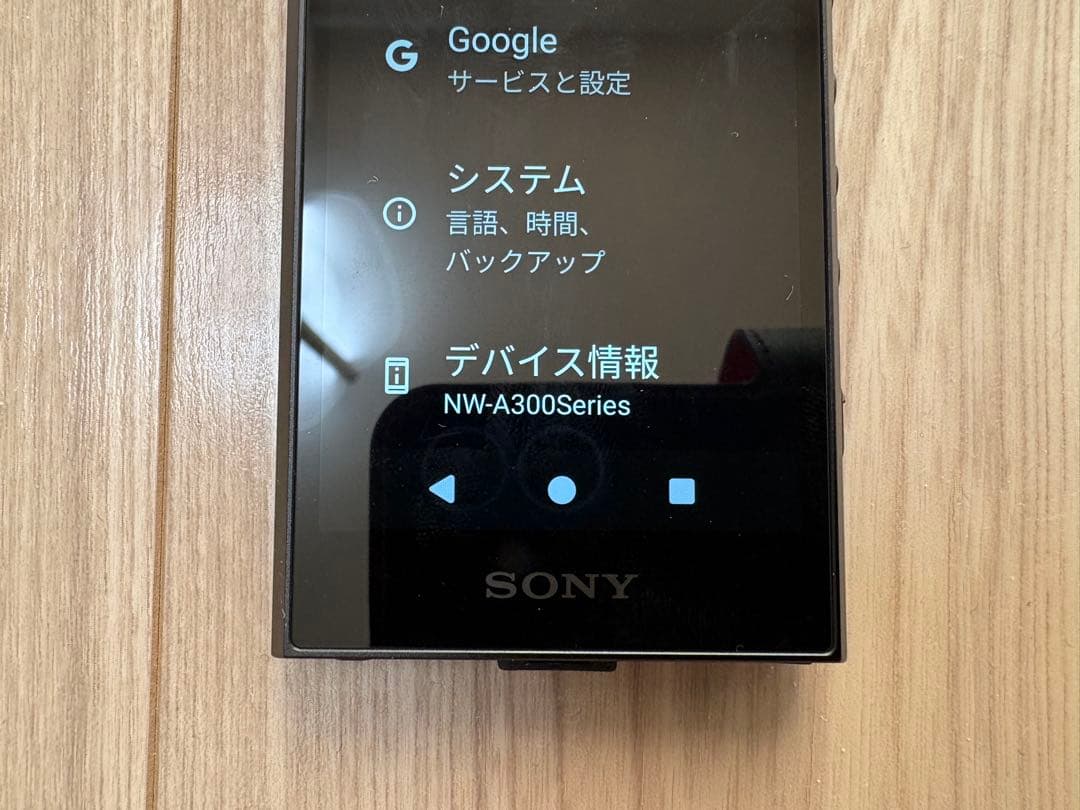 Google
サービスと設定
システム
言語、時間、
バックアップ
デバイス情報
NW-A300Series
SONY